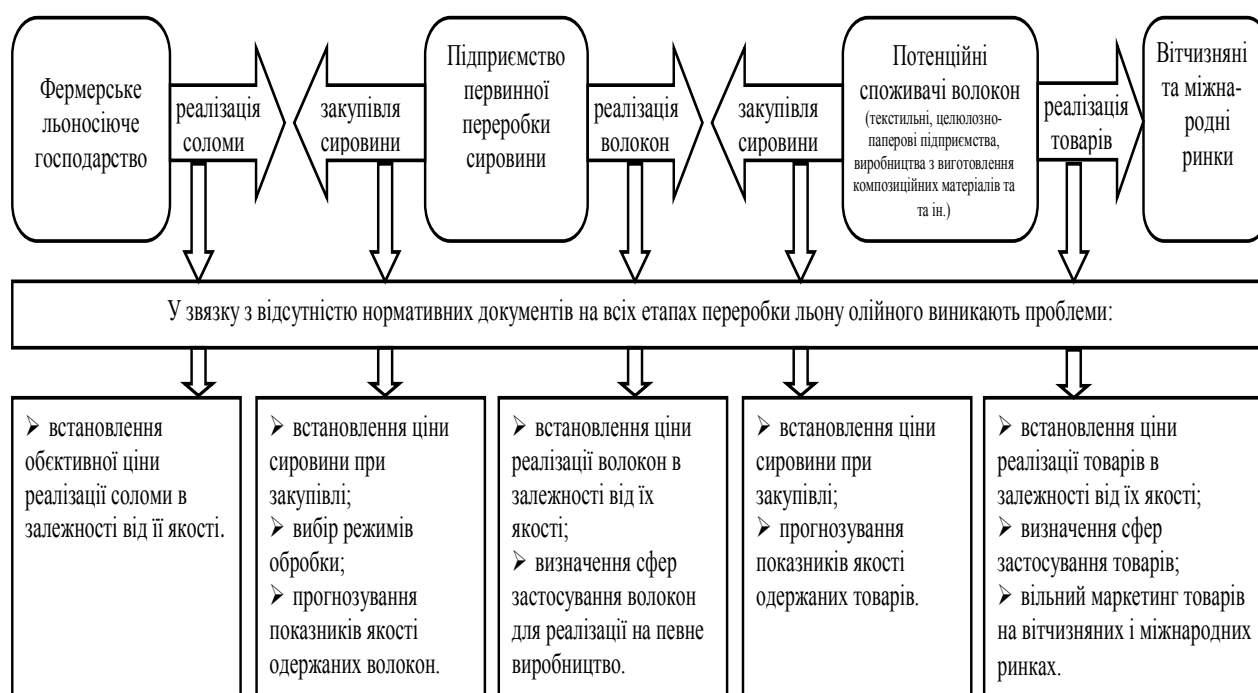 Фермерське
льоносіюче
господарство
реалізація
соломи
закупівля
сировини
Підприємство
первинної
переробки
сировини
реалізація
волокон
закупівля
сировини
Потенційні
споживачі волокон
(текстильні, целюлозно-
паперові підприємства,
виробництва з виготовлення
композиційних матеріалів та
та ін.)
реалізація
товарів
Вітчизняні
та міжна-
родні
ринки
У звязку з відсутністю нормативних документів на всіх етапах переробки льону олійного виникають проблеми:
➢ встановлення
обєктивної ціни
реалізації соломи в
залежності від її якості.
➢ встановлення ціни
сировини при
закупівлі;
➢ вибір режимів
обробки;
➢ прогнозування
показників якості
одержаних волокон.
➢ встановлення ціни
реалізації волокон в
залежності від їх
якості;
➢ визначення сфер
застосування волокон
для реалізації на певне
виробництво.
➢ встановлення ціни
сировини при
закупівлі;
➢ прогнозування
показників якості
одержаних товарів.
➢ встановлення ціни
реалізації товарів в
залежності від їх якості;
➢ визначення сфер
застосування товарів;
➢ вільний маркетинг товарів
на вітчизняних і міжнародних
ринках.